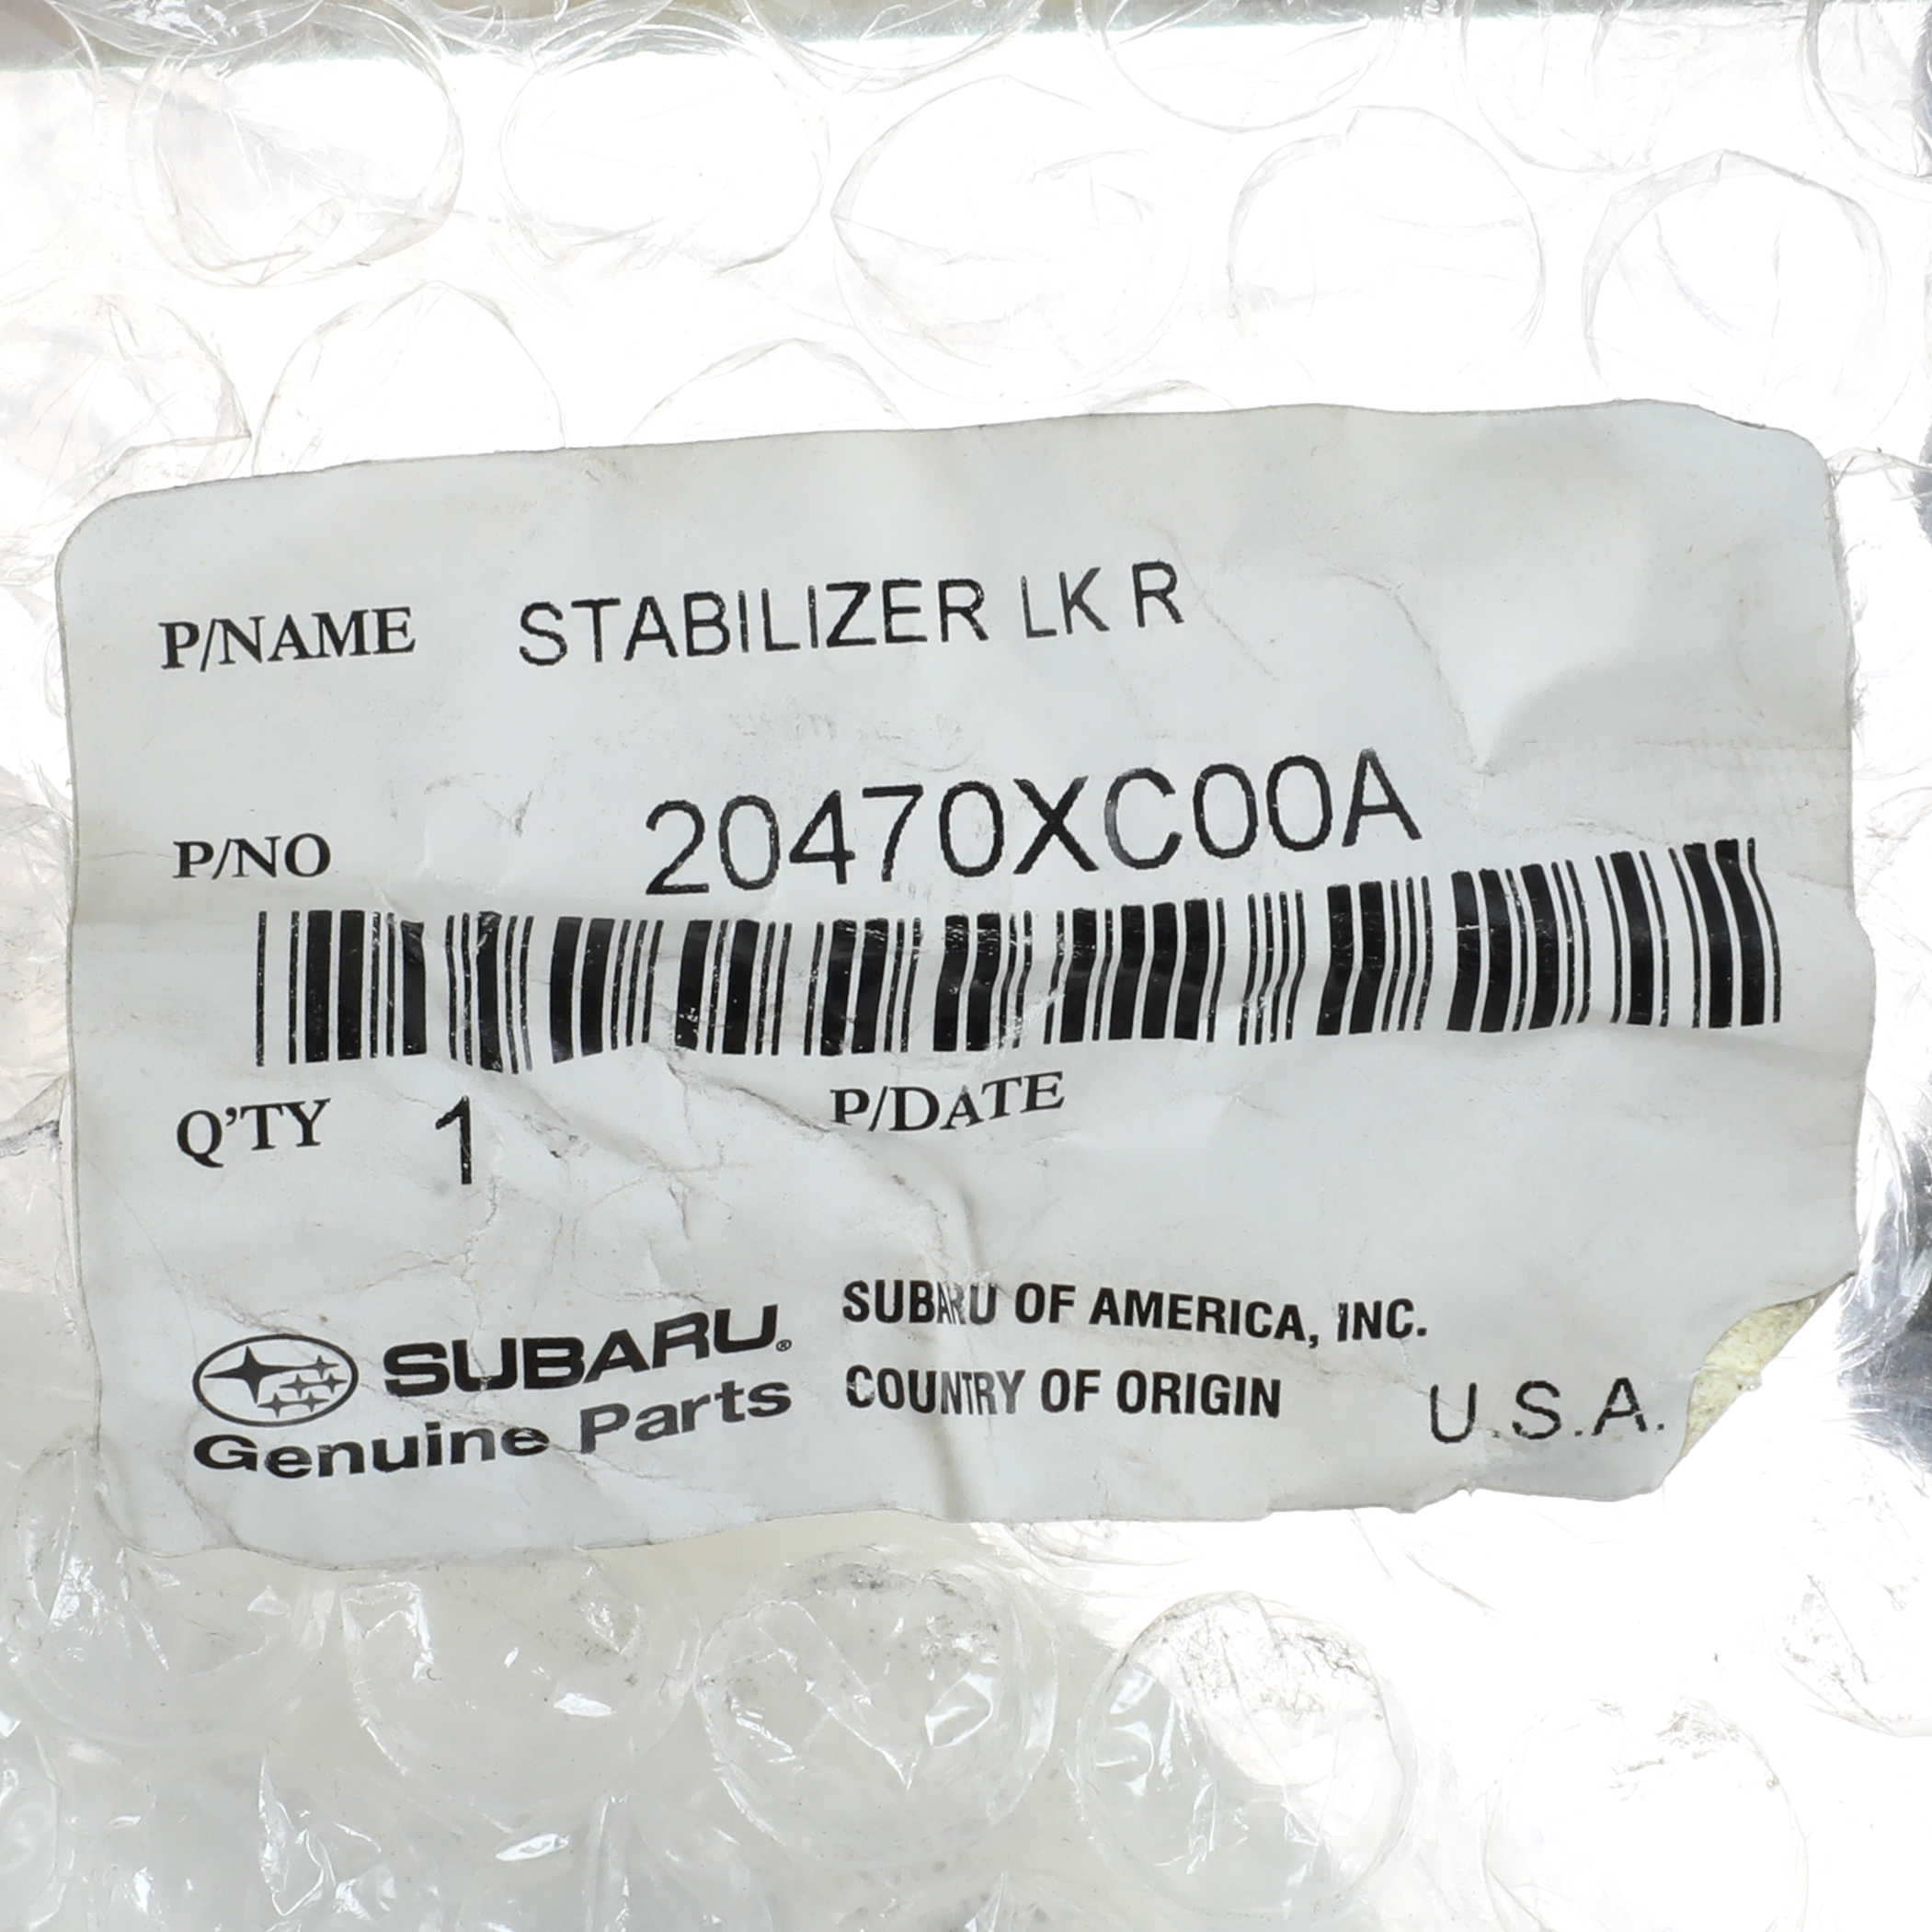 P/NAME STABILIZER LK R
P/NO 20470XC00A
Q'TY 1 P/DATE
SUBARU® SUBARU OF AMERICA, INC.
Genuine Parts COUNTRY OF ORIGIN U.S.A.